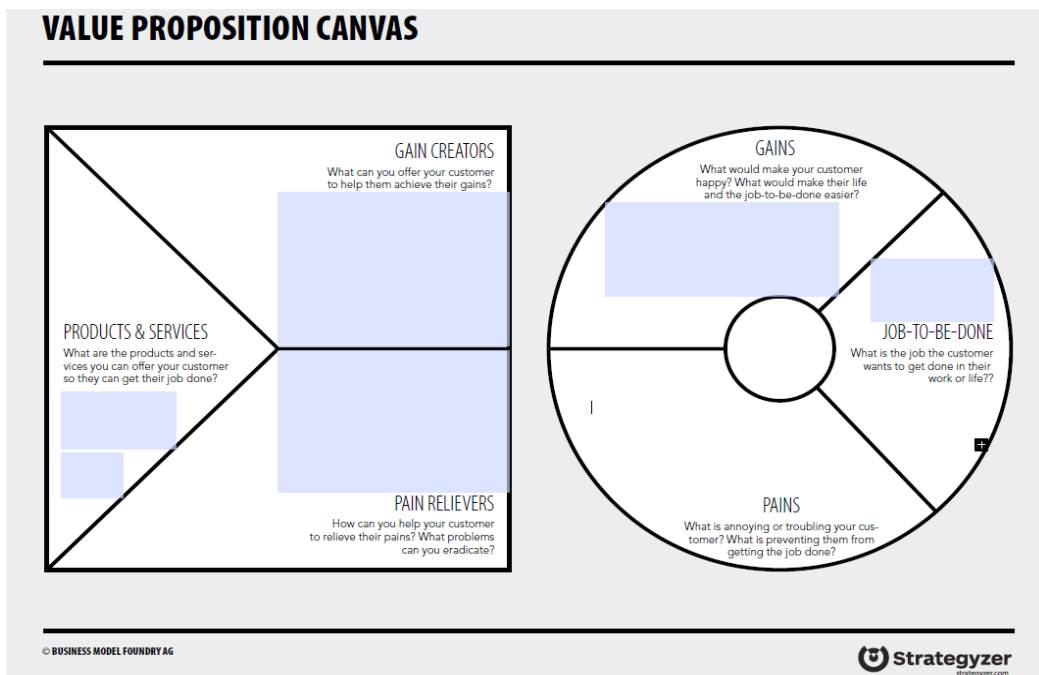 VALUE PROPOSITION CANVAS
GAIN CREATORS
What can you offer your customer
to help them achieve their gains?
PRODUCTS & SERVICES
What are the products and ser-
vices you can offer your customer
so they can get their job done?
PAIN RELIEVERS
How can you help your customer
to relieve their pains? What problems
can you eradicate?
GAINS
What would make your customer
happy? What would make their life
and the job-to-be-done easier?
JOB-TO-BE-DONE
What is the job the customer
wants to get done in their
work or life??
PAINS
What is annoying or troubling your cus-
tomer? What is preventing them from
getting the job done?
© BUSINESS MODEL FOUNDRY AG
Strategyzer
strategyzer.com